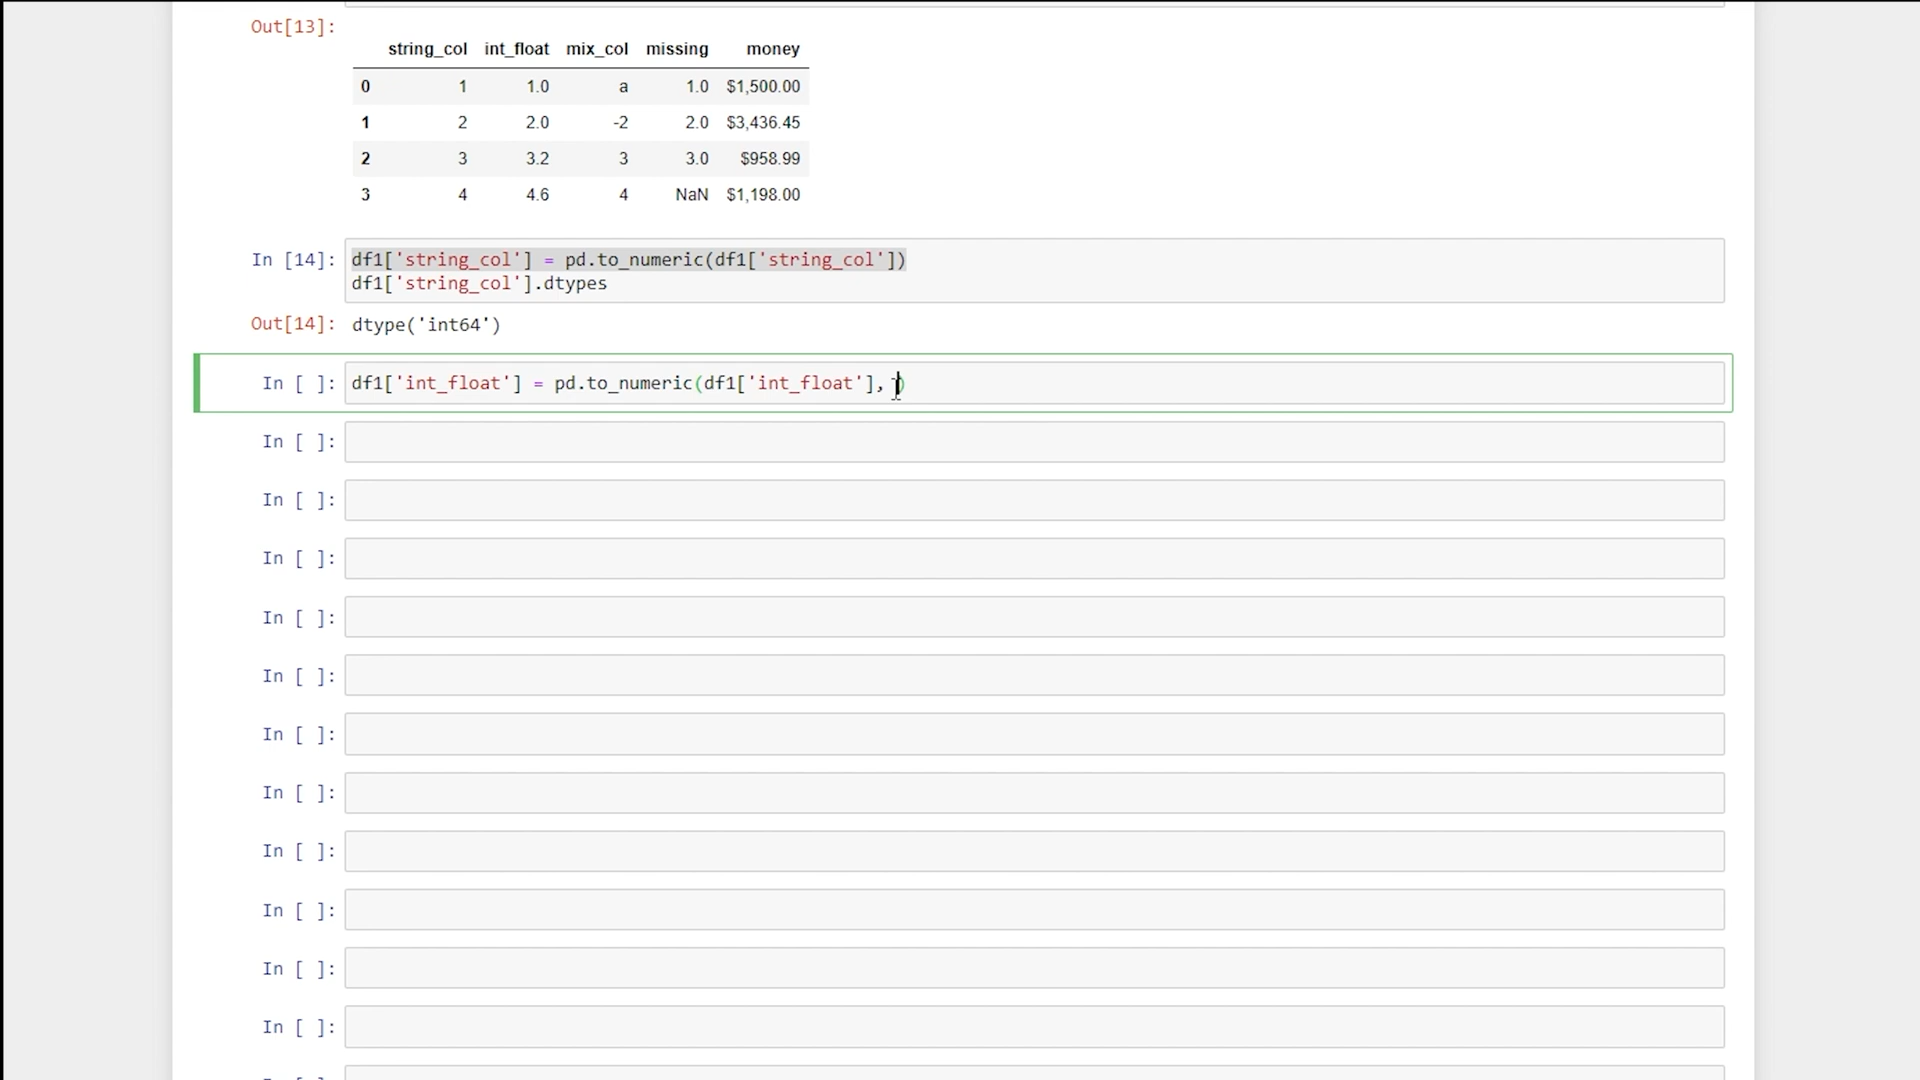 Out[13]:
string_col int_float mix_col missing money
0 1 1.0 a 1.0 $1,500.00
1 2 2.0 -2 2.0 $3,436.45
2 3 3.2 3 3.0 $958.99
3 4 4.6 4 NaN $1,198.00
In [14]: df1['string_col'] = pd.to_numeric(df1['string_col'])
df1['string_col'].dtypes
Out[14]: dtype('int64')
In [ ]: df1['int_float'] = pd.to_numeric(df1['int_float'], )
In [ ]:
In [ ]:
In [ ]:
In [ ]:
In [ ]:
In [ ]:
In [ ]:
In [ ]:
In [ ]:
In [ ]:
In [ ]: